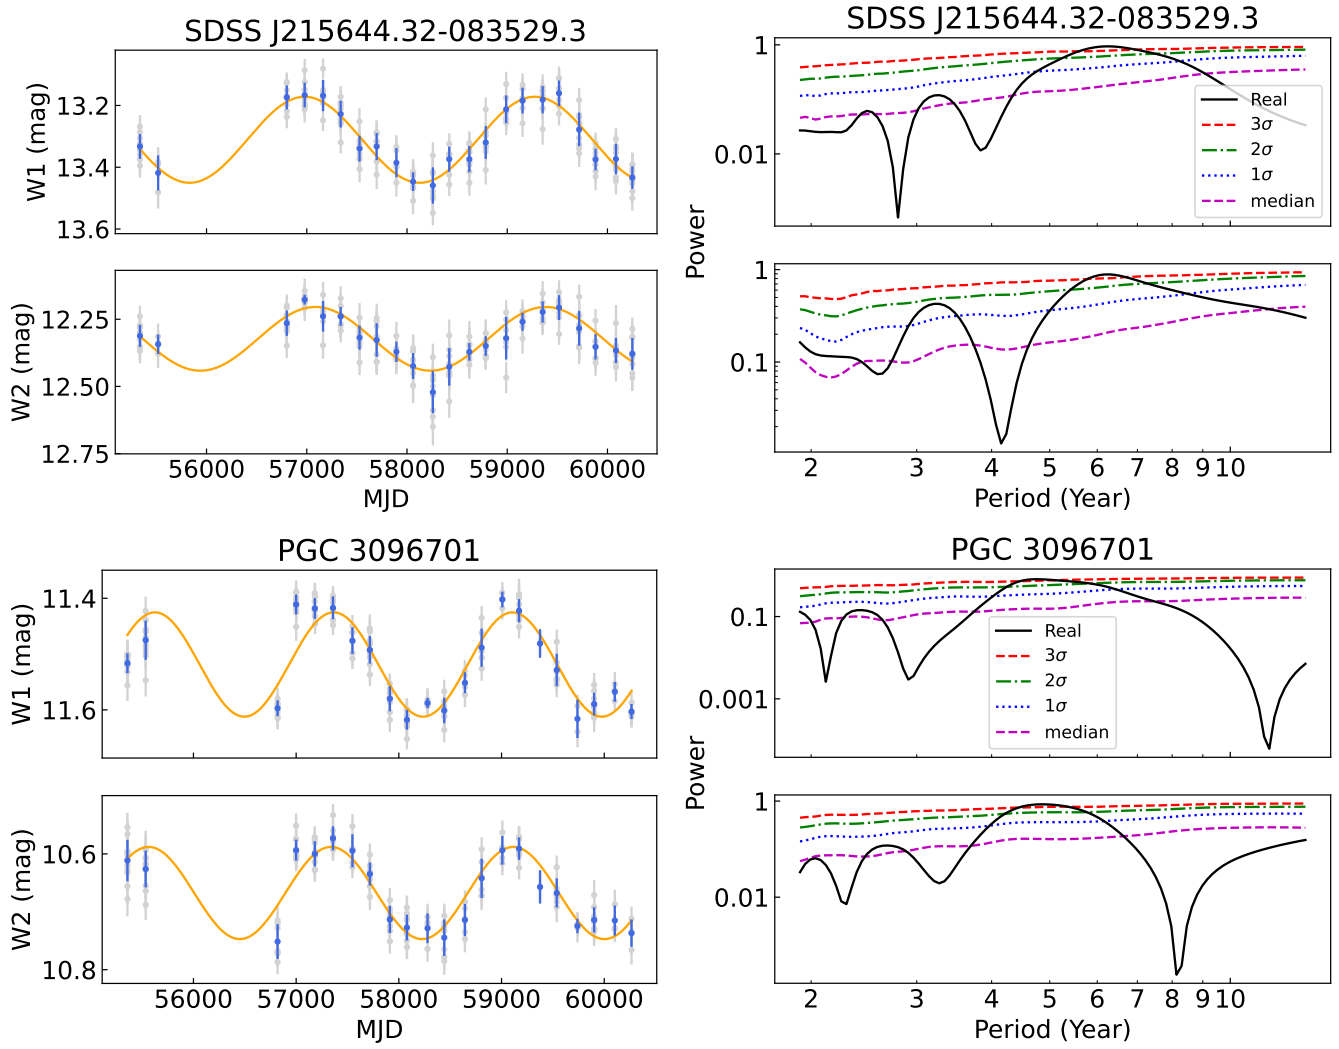 SDSS J215644.32-083529.3
W1 (mag)
13.2
13.4
13.6
W2 (mag)
12.25
12.50
12.75
56000 57000 58000 59000 60000
MJD
SDSS J215644.32-083529.3
Power
1
0.01
Real
3σ
2σ
1σ
median
1
0.1
2 3 4 5 6 7 8 9 10
Period (Year)
PGC 3096701
W1 (mag)
11.4
11.6
W2 (mag)
10.6
10.8
56000 57000 58000 59000 60000
MJD
PGC 3096701
Power
0.1
0.001
Real
3σ
2σ
1σ
median
1
0.01
2 3 4 5 6 7 8 9 10
Period (Year)